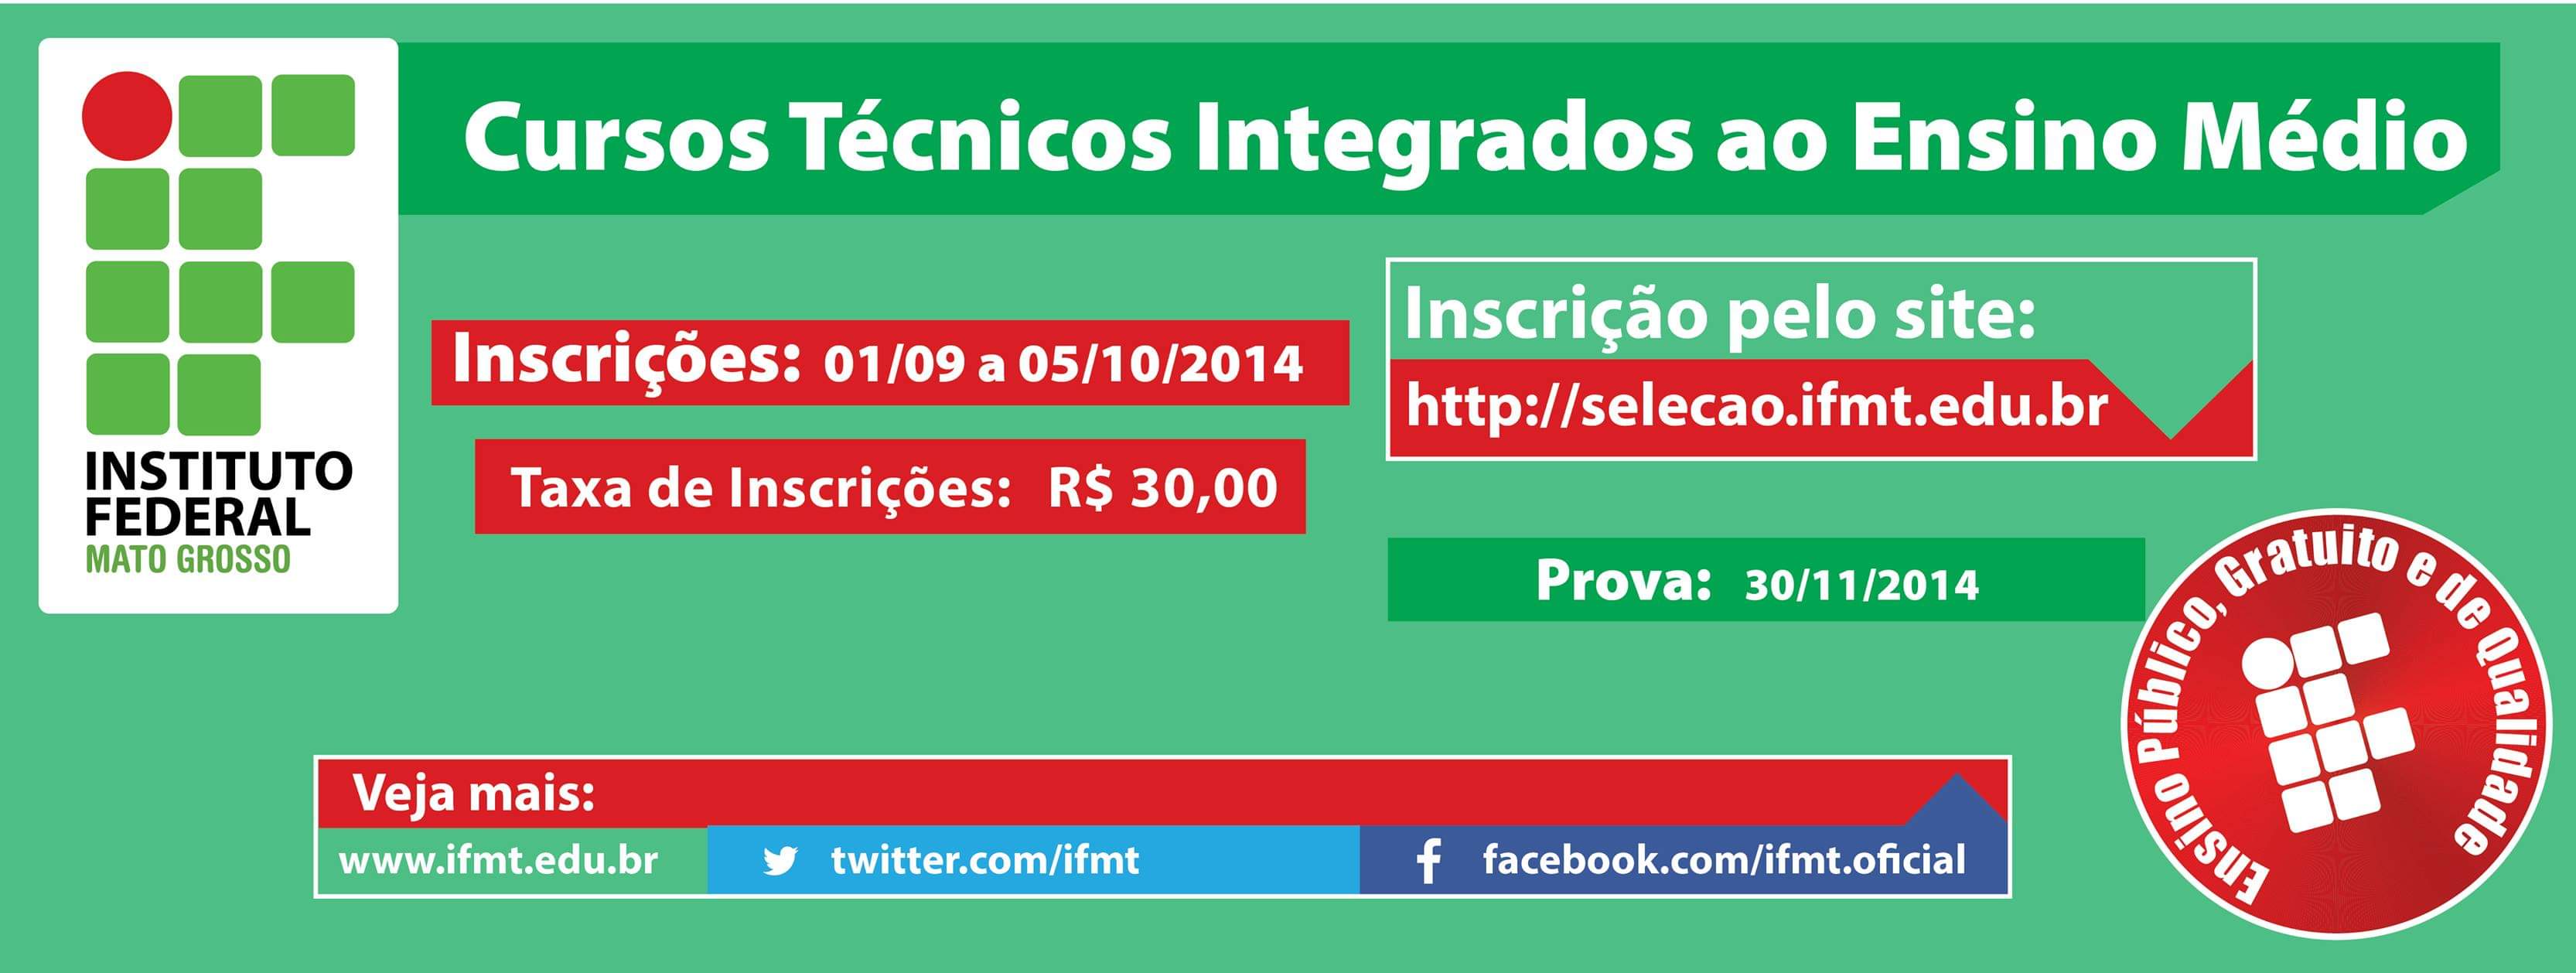 Cursos Técnicos Integrados ao Ensino Médio
INSTITUTO
FEDERAL
MATO GROSSO
Inscrições: 01/09 a 05/10/2014
Taxa de Inscrições: R$ 30,00
Inscrição pelo site:
http://selecao.ifmt.edu.br
Prova: 30/11/2014
Ensino Público, Gratuito e de Qualidade
Veja mais:
www.ifmt.edu.br
twitter.com/ifmt
facebook.com/ifmt.oficial